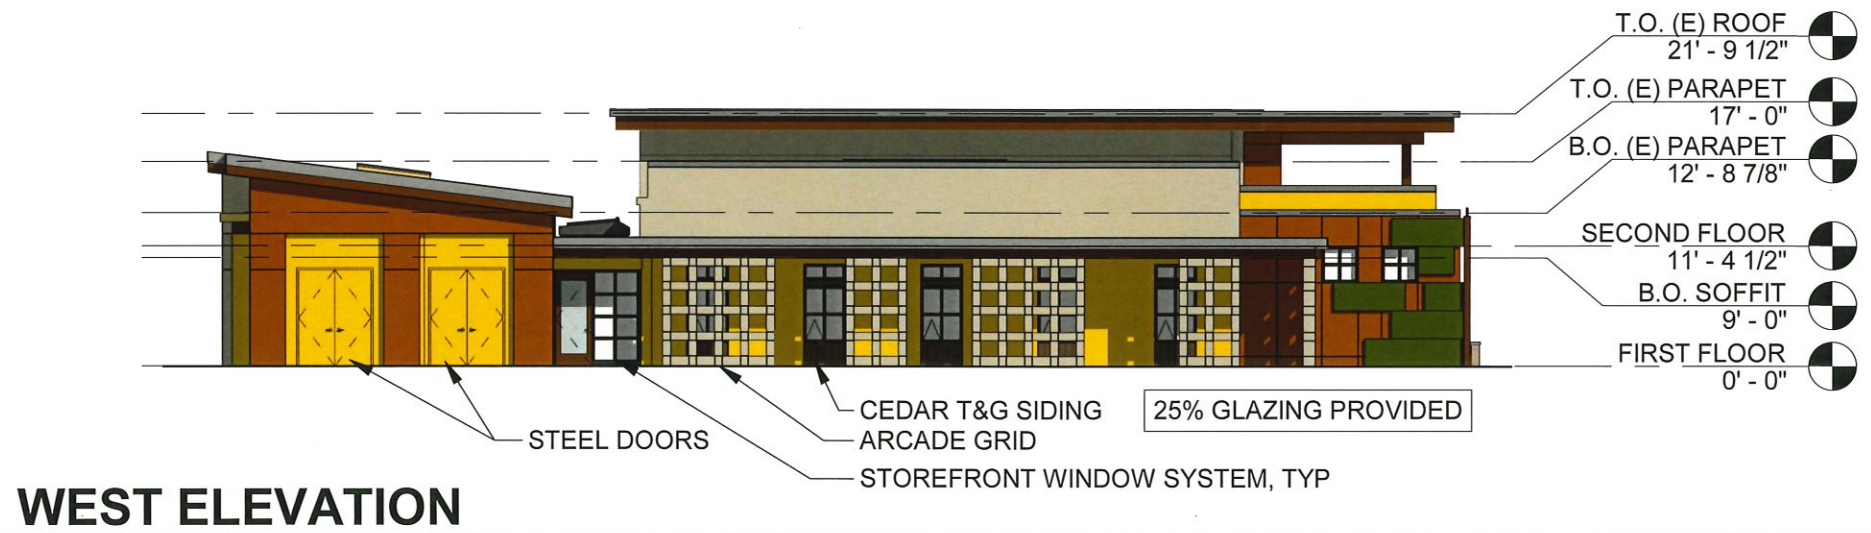 T.O. (E) ROOF
21' - 9 1/2"
T.O. (E) PARAPET
17' - 0"
B.O. (E) PARAPET
12' - 8 7/8"
SECOND FLOOR
11' - 4 1/2"
B.O. SOFFIT
9' - 0"
FIRST FLOOR
0' - 0"
CEDAR T&G SIDING
25% GLAZING PROVIDED
STEEL DOORS
ARCADE GRID
STOREFRONT WINDOW SYSTEM, TYP
WEST ELEVATION